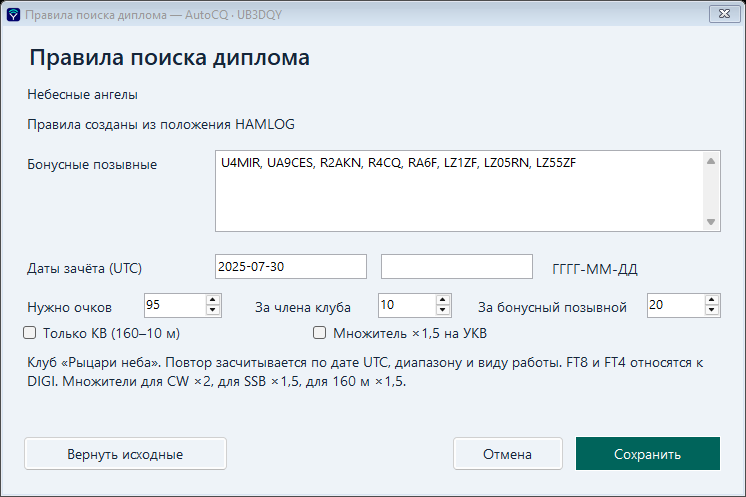 Правила поиска диплома — AutoCQ · UB3DQY
Правила поиска диплома
Небесные ангелы
Правила созданы из положения HAMLOG
Бонусные позывные
U4MIR, UA9CES, R2AKN, R4CQ, RA6F, LZ1ZF, LZ05RN, LZ55ZF
Даты зачёта (UTC) 2025-07-30 ГГГГ-ММ-ДД
Нужно очков 95 За члена клуба 10 За бонусный позывной 20
Только КВ (160–10 м) Множитель ×1,5 на УКВ
Клуб «Рыцари неба». Повтор засчитывается по дате UTC, диапазону и виду работы. FT8 и FT4 относятся к
DIGI. Множители для CW ×2, для SSB ×1,5, для 160 м ×1,5.
Вернуть исходные Отмена Сохранить